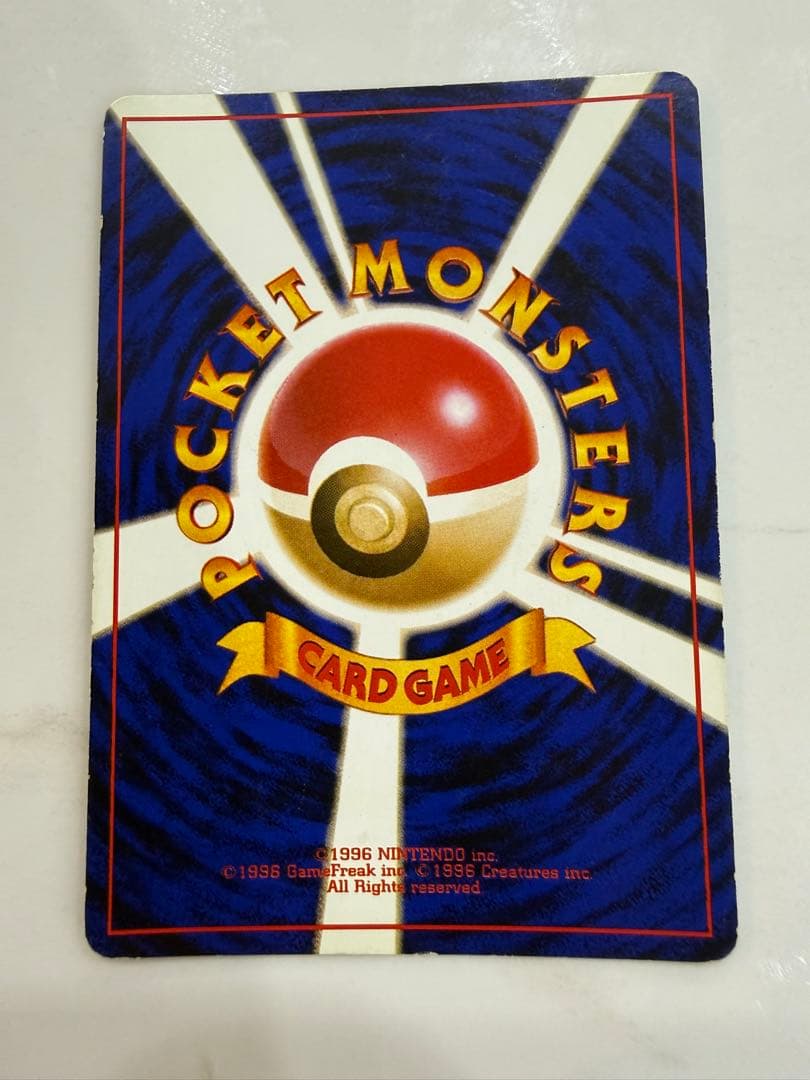 POCKET MONSTERS
CARD GAME
©1996 NINTENDO inc.
©1996 GameFreak inc. ©1996 Creatures inc.
All Rights reserved.